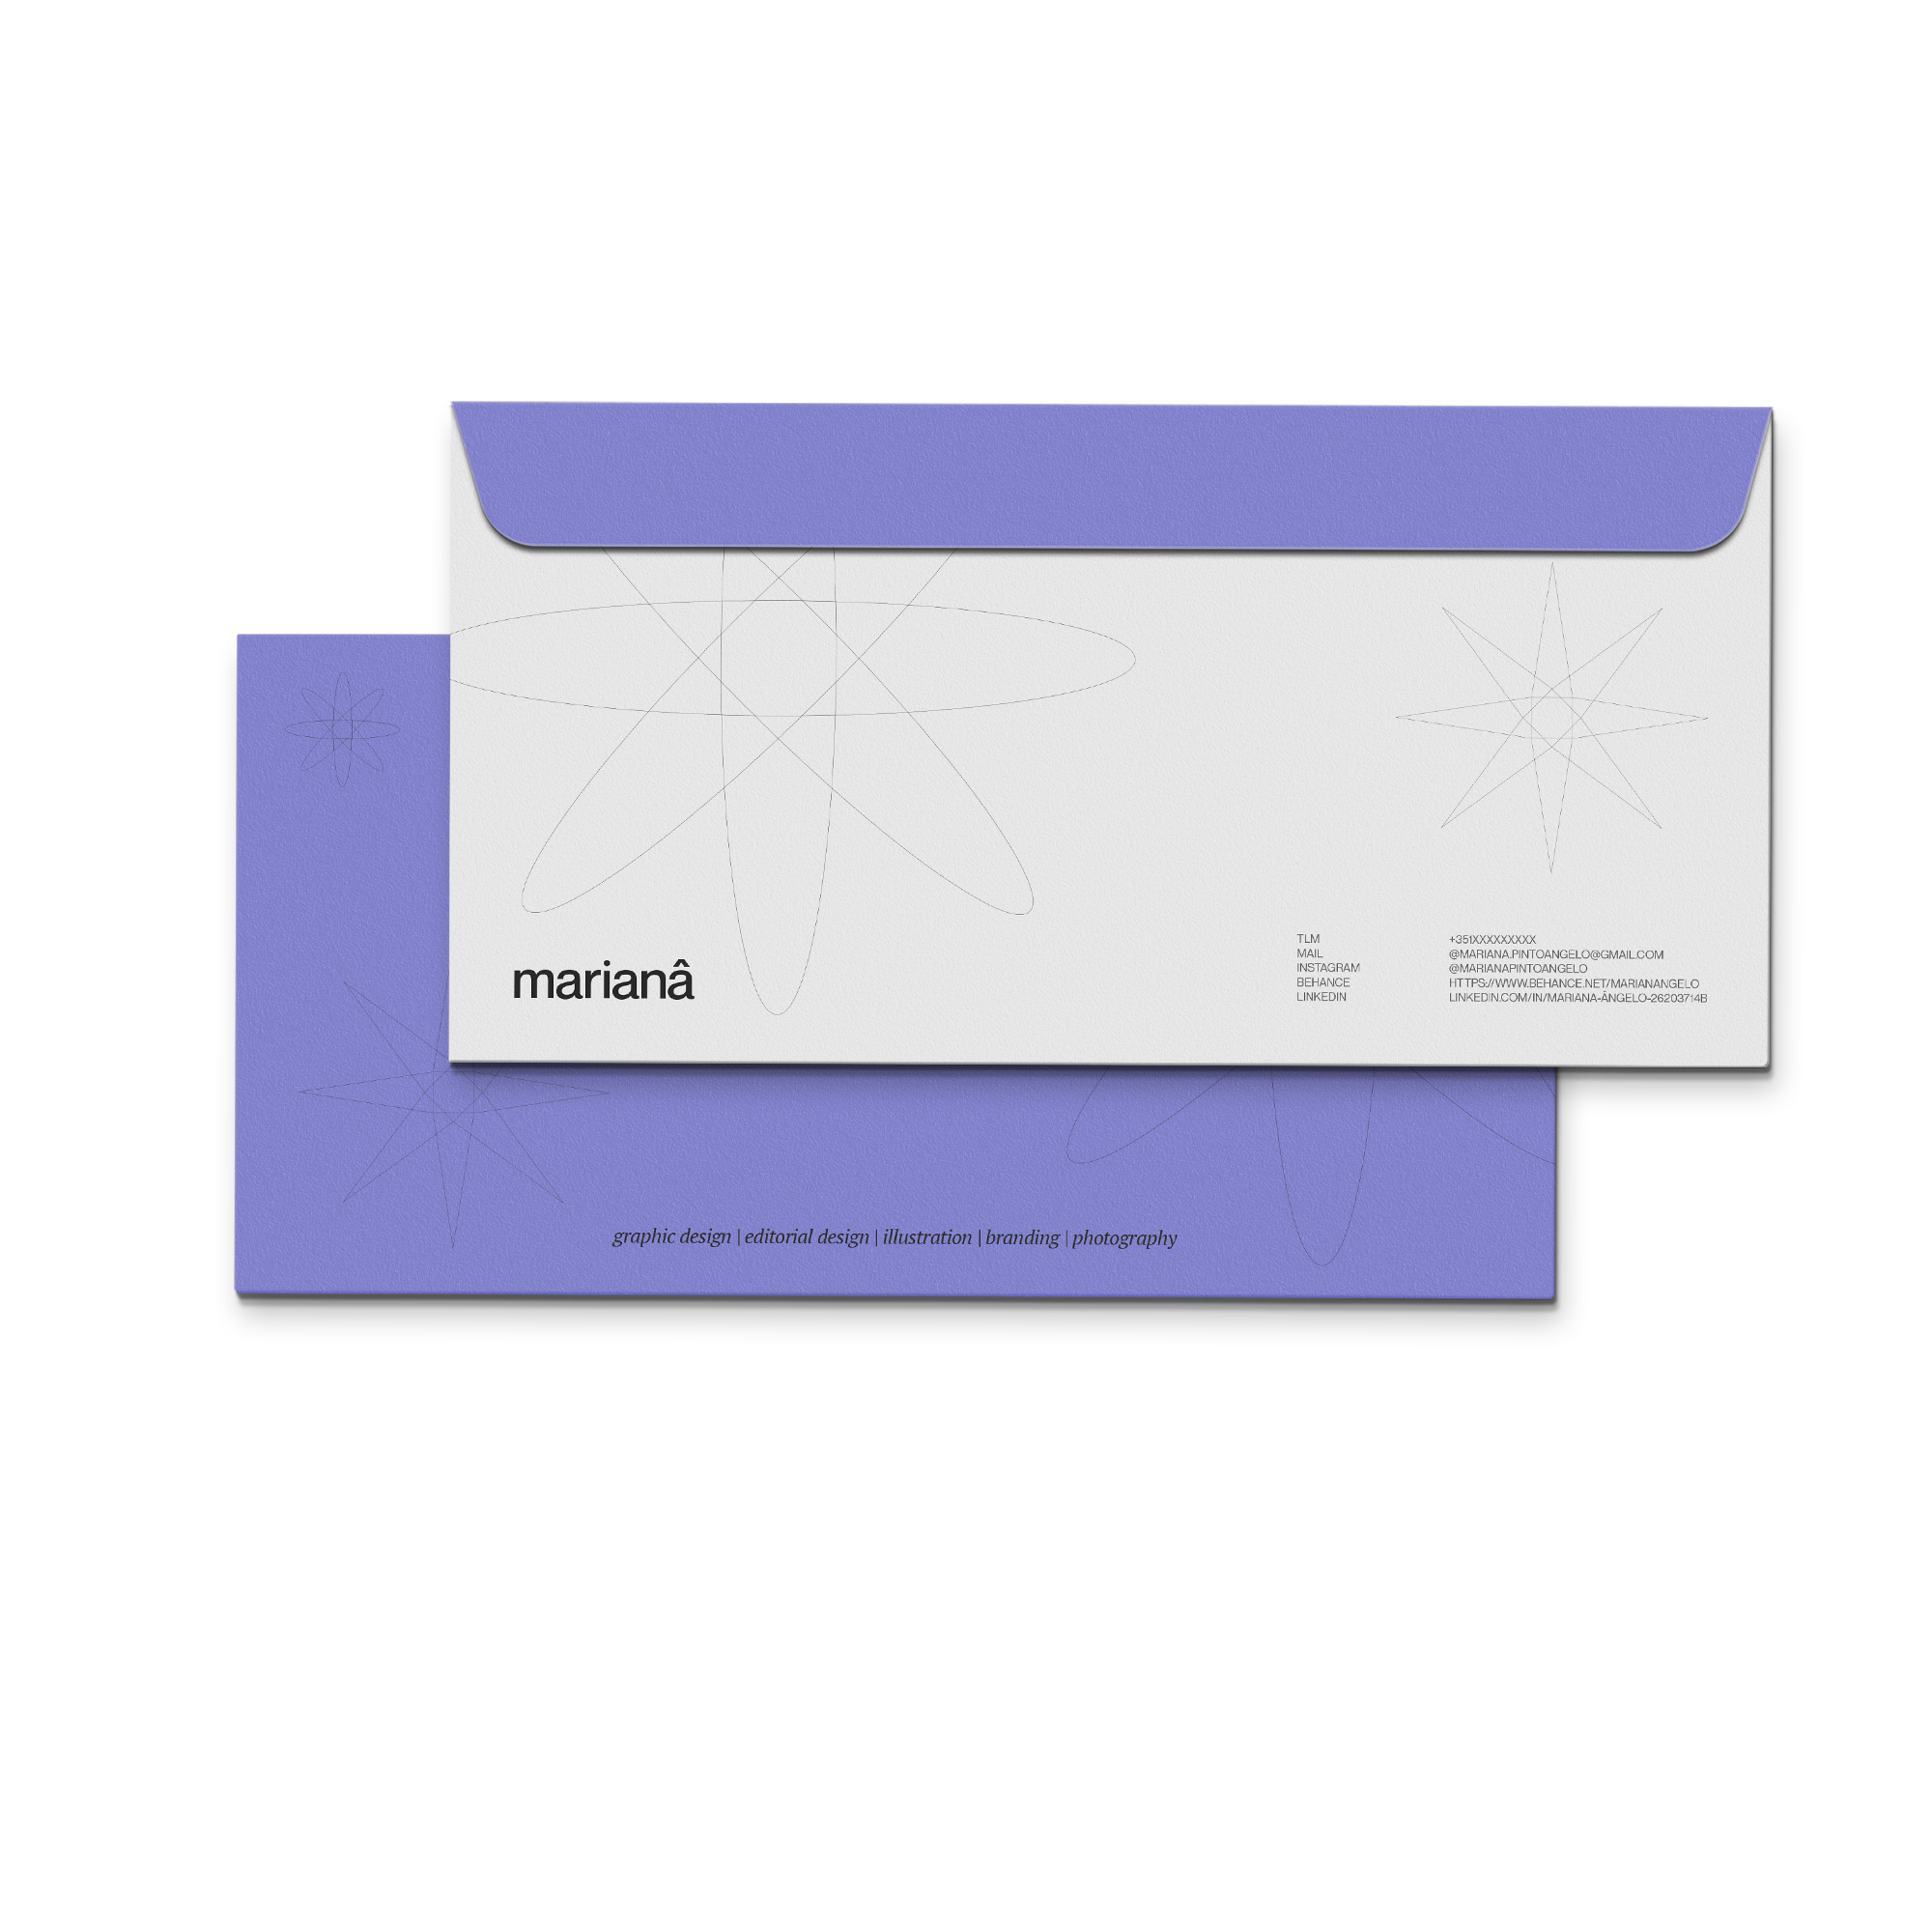 marianâ
TLM +351XXXXXXXXX
MAIL @MARIANA.PINTOANGELO@GMAIL.COM
INSTAGRAM @MARIANAPINTOANGELO
BEHANCE HTTPS://WWW.BEHANCE.NET/MARIANANGELO
LINKEDIN LINKEDIN.COM/IN/MARIANA-ÂNGELO-26203714B
graphic design | editorial design | illustration | branding | photography